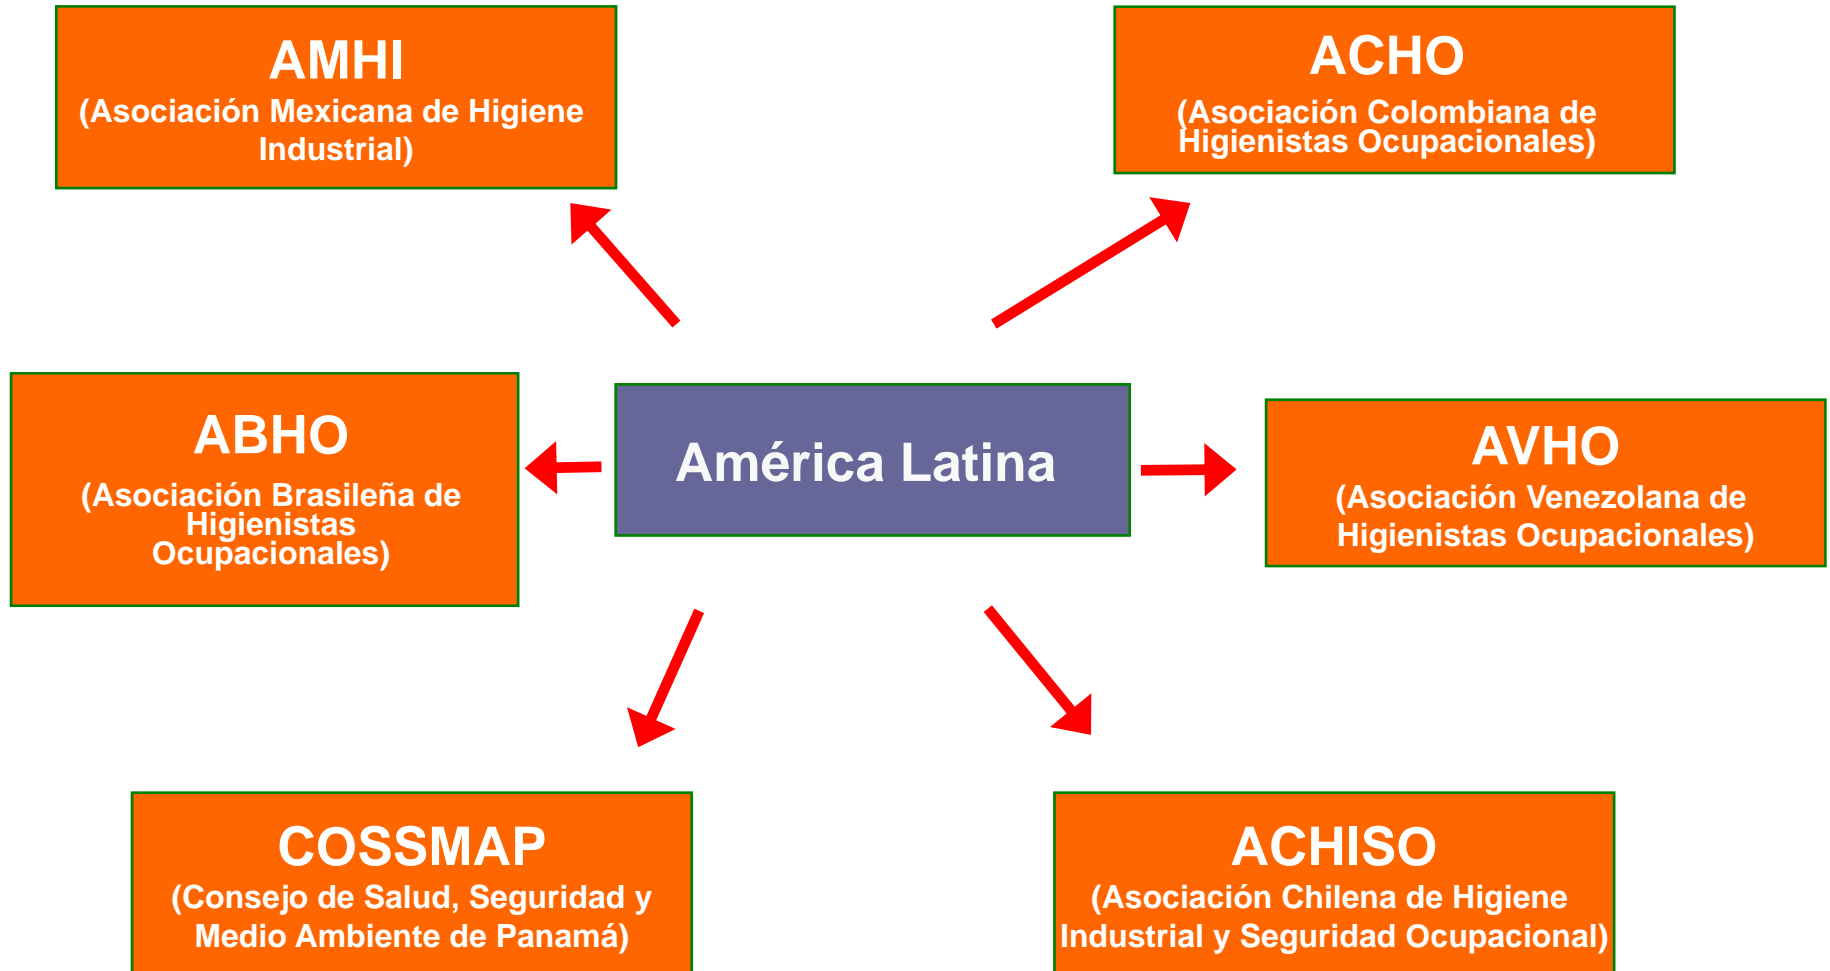 AMHI
(Asociación Mexicana de Higiene
Industrial)
ACHO
(Asociación Colombiana de
Higienistas Ocupacionales)
ABHO
(Asociación Brasileña de
Higienistas
Ocupacionales)
América Latina
AVHO
(Asociación Venezolana de
Higienistas Ocupacionales)
COSSMAP
(Consejo de Salud, Seguridad y
Medio Ambiente de Panamá)
ACHISO
(Asociación Chilena de Higiene
Industrial y Seguridad Ocupacional)